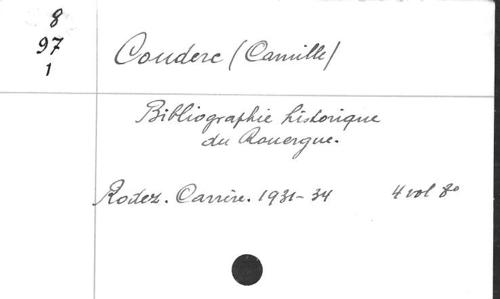 8
97
1
Couderc (Camille)
Bibliographie historique
du Rouergue.
Rodez. Carrère. 1931-34 4 vol 8°